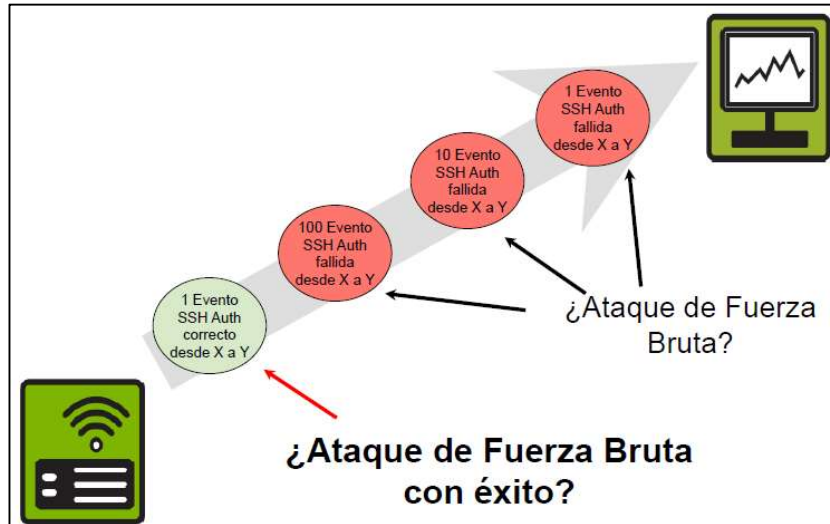 1 Evento
SSH Auth
fallida
desde X a Y
10 Evento
SSH Auth
fallida
desde X a Y
100 Evento
SSH Auth
fallida
desde X a Y
1 Evento
SSH Auth
correcto
desde X a Y
¿Ataque de Fuerza
Bruta?
¿Ataque de Fuerza Bruta
con éxito?